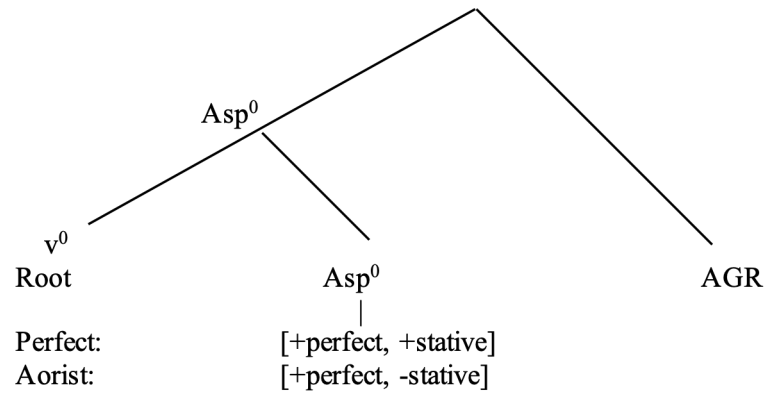 Asp⁰
v⁰
Root Asp⁰ AGR
Perfect: [+perfect, +stative]
Aorist: [+perfect, -stative]